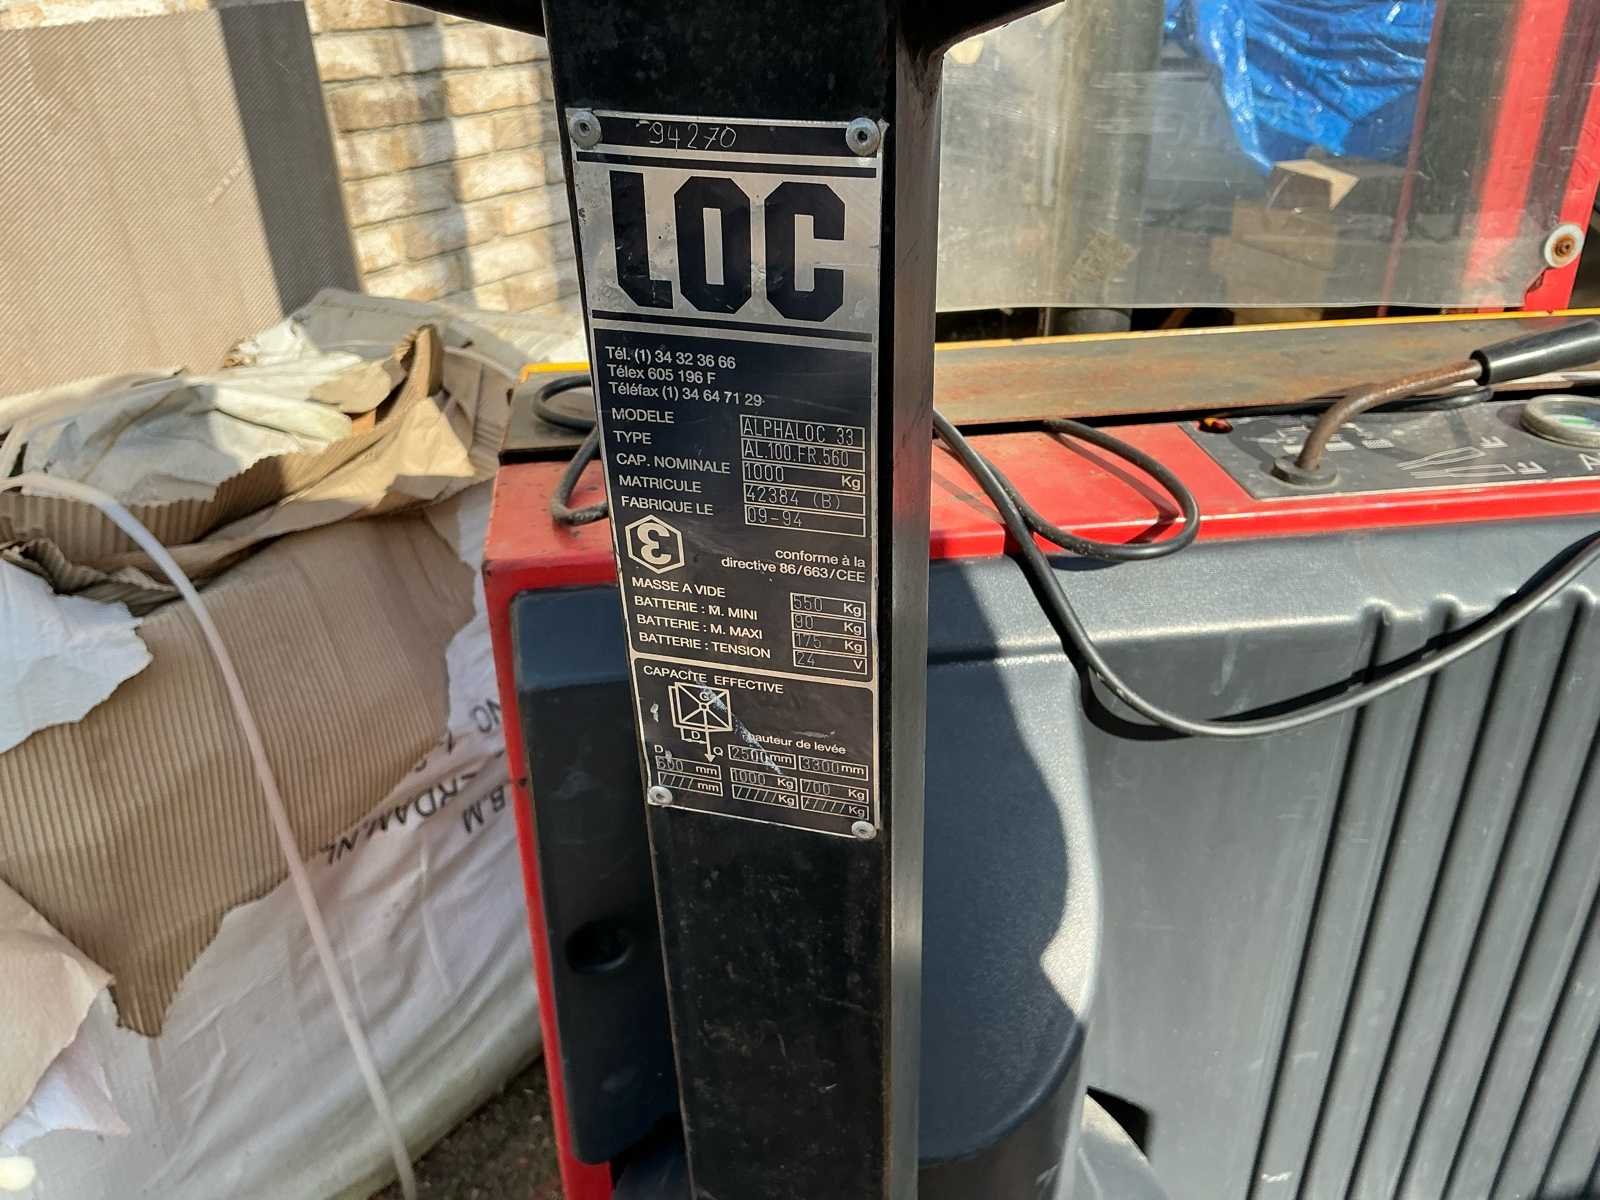 94270
LOC
Tél. (1) 34 32 36 66
Télex 605 196 F
Téléfax (1) 34 64 71 29
MODELE ALPHALOC 33
TYPE AL.100.FR.560
CAP. NOMINALE 1000 Kg
MATRICULE 42384 (B)
FABRIQUE LE 09-94
conforme à la
directive 86/663/CEE
MASSE A VIDE 550 Kg
BATTERIE : M. MINI 90 Kg
BATTERIE : M. MAXI 175 Kg
BATTERIE : TENSION 24 V
CAPACITE EFFECTIVE
G
D
hauteur de levée
D Q 2500 mm 3300 mm
600 mm 1000 Kg 700 Kg
//// mm ///// Kg ///// Kg
B.M
RDAM.NL